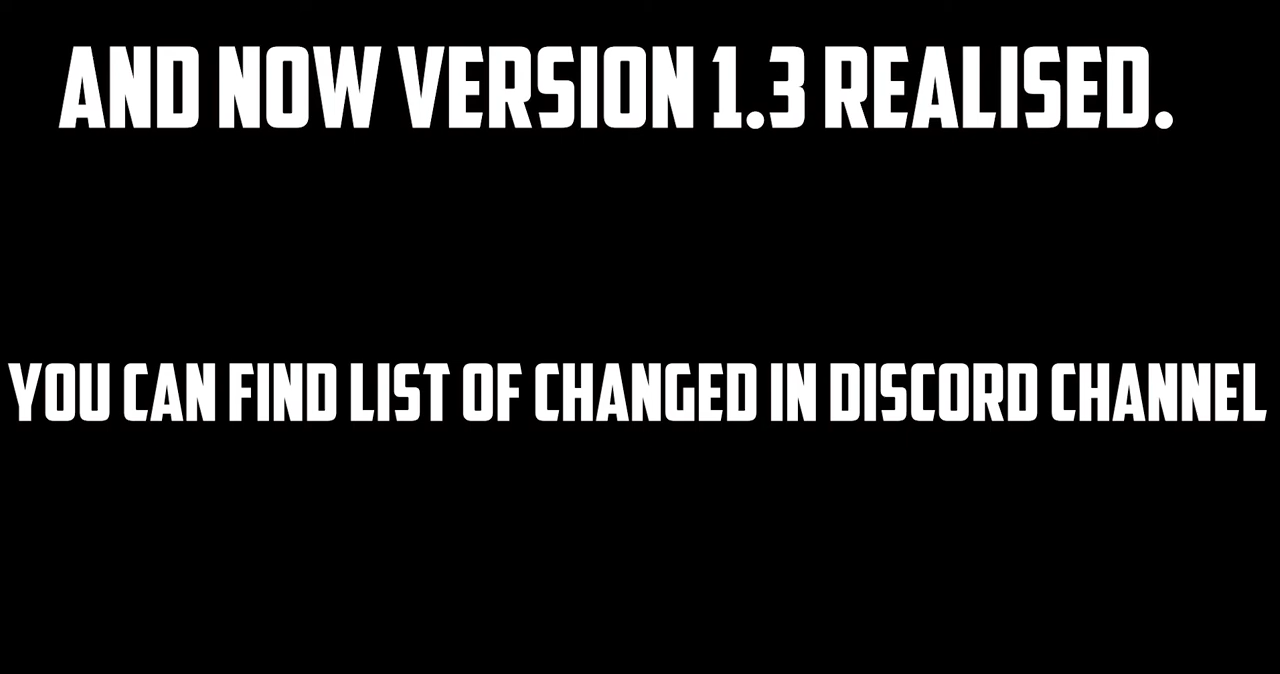 AND NOW VERSION 1.3 REALISED.
YOU CAN FIND LIST OF CHANGED IN DISCORD CHANNEL